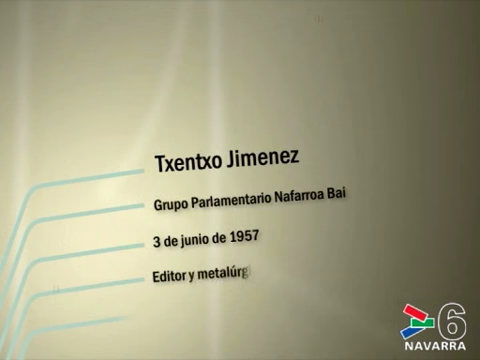 Txentxo Jimenez
Grupo Parlamentario Nafarroa Bai
3 de junio de 1957
Editor y metalúrg
6
NAVARRA